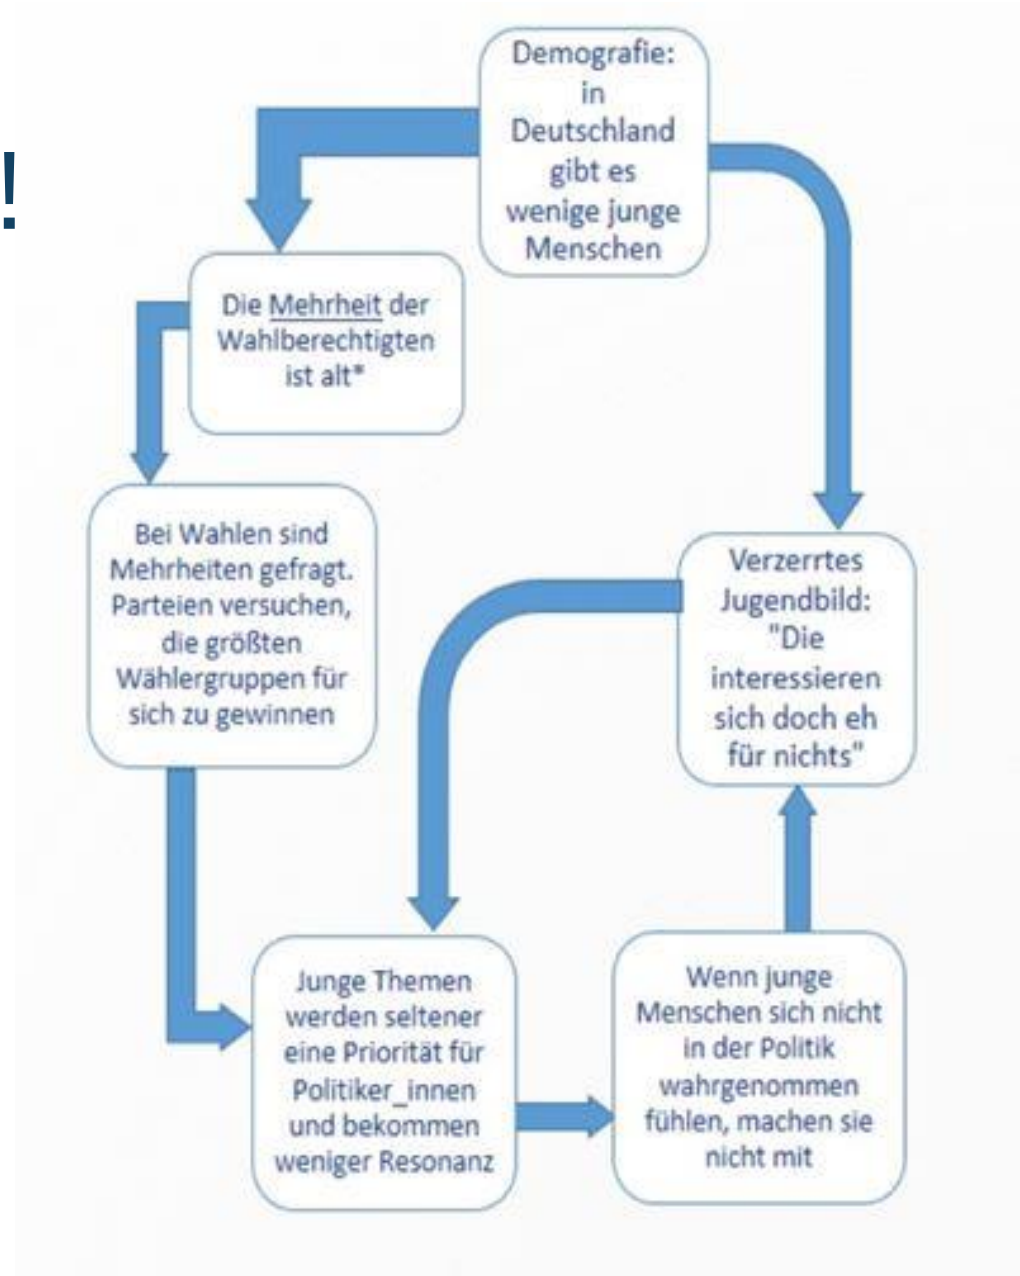 !
Demografie:
in
Deutschland
gibt es
wenige junge
Menschen
Die Mehrheit der
Wahlberechtigten
ist alt*
Bei Wahlen sind
Mehrheiten gefragt.
Parteien versuchen,
die größten
Wählergruppen für
sich zu gewinnen
Verzerrtes
Jugendbild:
"Die
interessieren
sich doch eh
für nichts"
Junge Themen
werden seltener
eine Priorität für
Politiker_innen
und bekommen
weniger Resonanz
Wenn junge
Menschen sich nicht
in der Politik
wahrgenommen
fühlen, machen sie
nicht mit